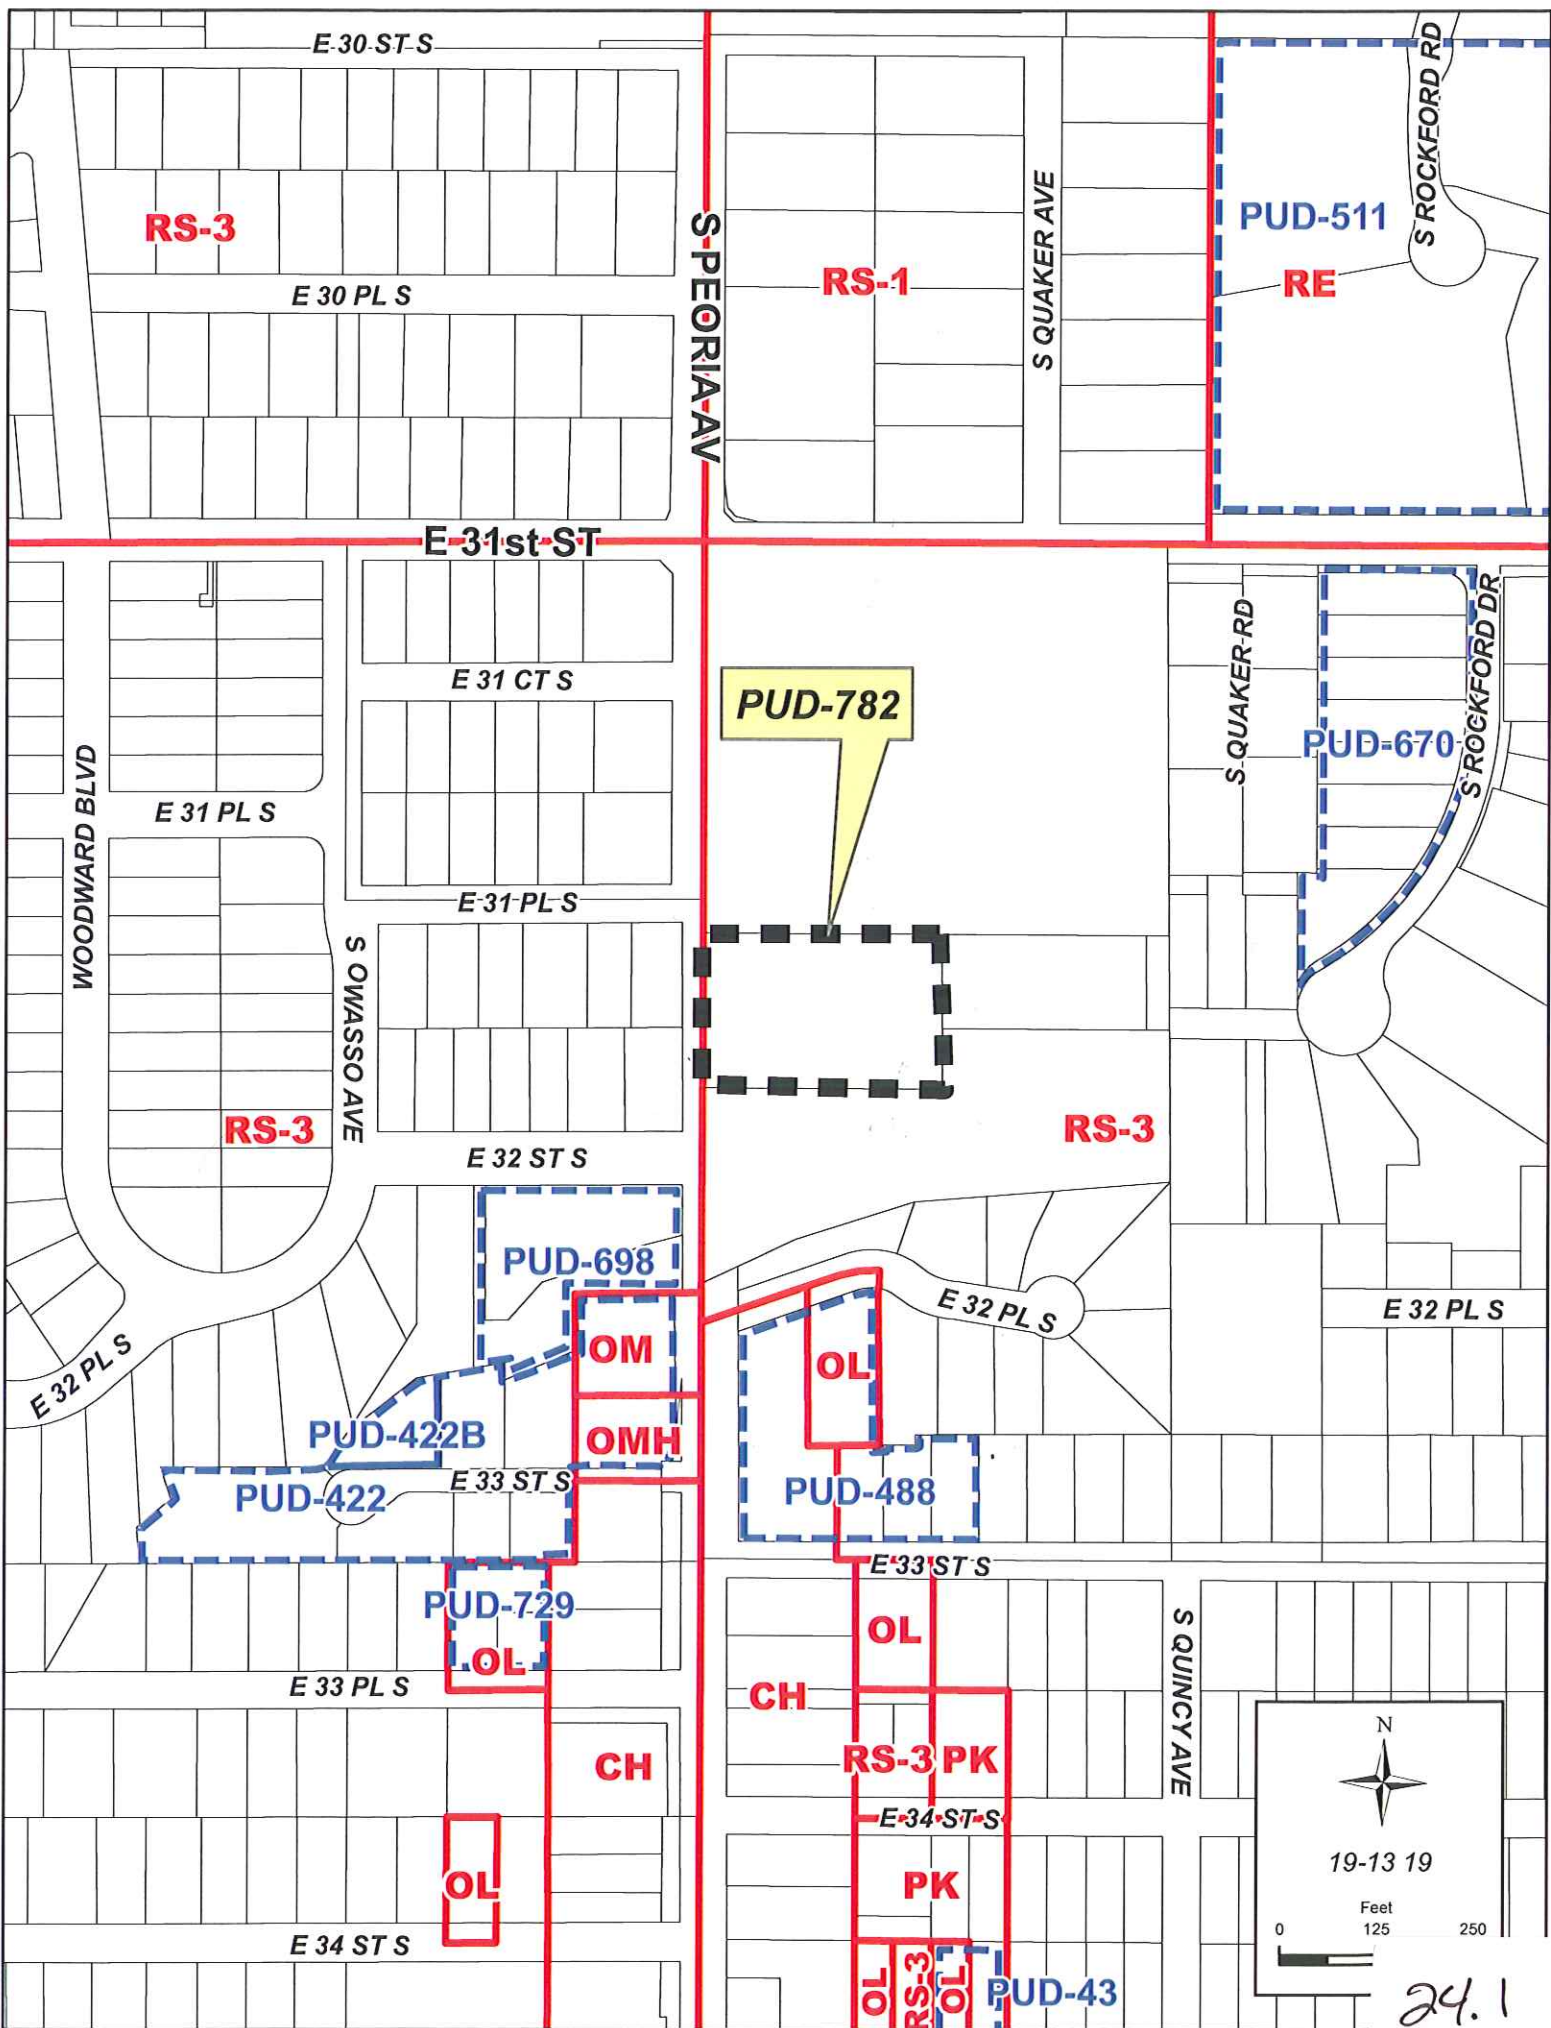 E 30 ST S
S ROCKFORD RD
RS-3
S PEORIA AV
RS-1
S QUAKER AVE
PUD-511
RE
E 30 PL S
E 31st ST
E 31 CT S
PUD-782
S QUAKER RD
PUD-670
S ROCKFORD DR
WOODWARD BLVD
E 31 PL S
E 31 PL S
S OWASSO AVE
RS-3
RS-3
E 32 ST S
PUD-698
E 32 PL S
E 32 PL S
OM
OL
E 32 PL S
PUD-422B
OMH
E 33 ST S
PUD-422
PUD-488
E 33 ST S
PUD-729
OL
OL
S QUINCY AVE
E 33 PL S
CH
CH
RS-3
PK
E 34 ST S
OL
PK
E 34 ST S
OL
RS-3
OL
PUD-43
N
19-13 19
Feet
0 125 250
24.1